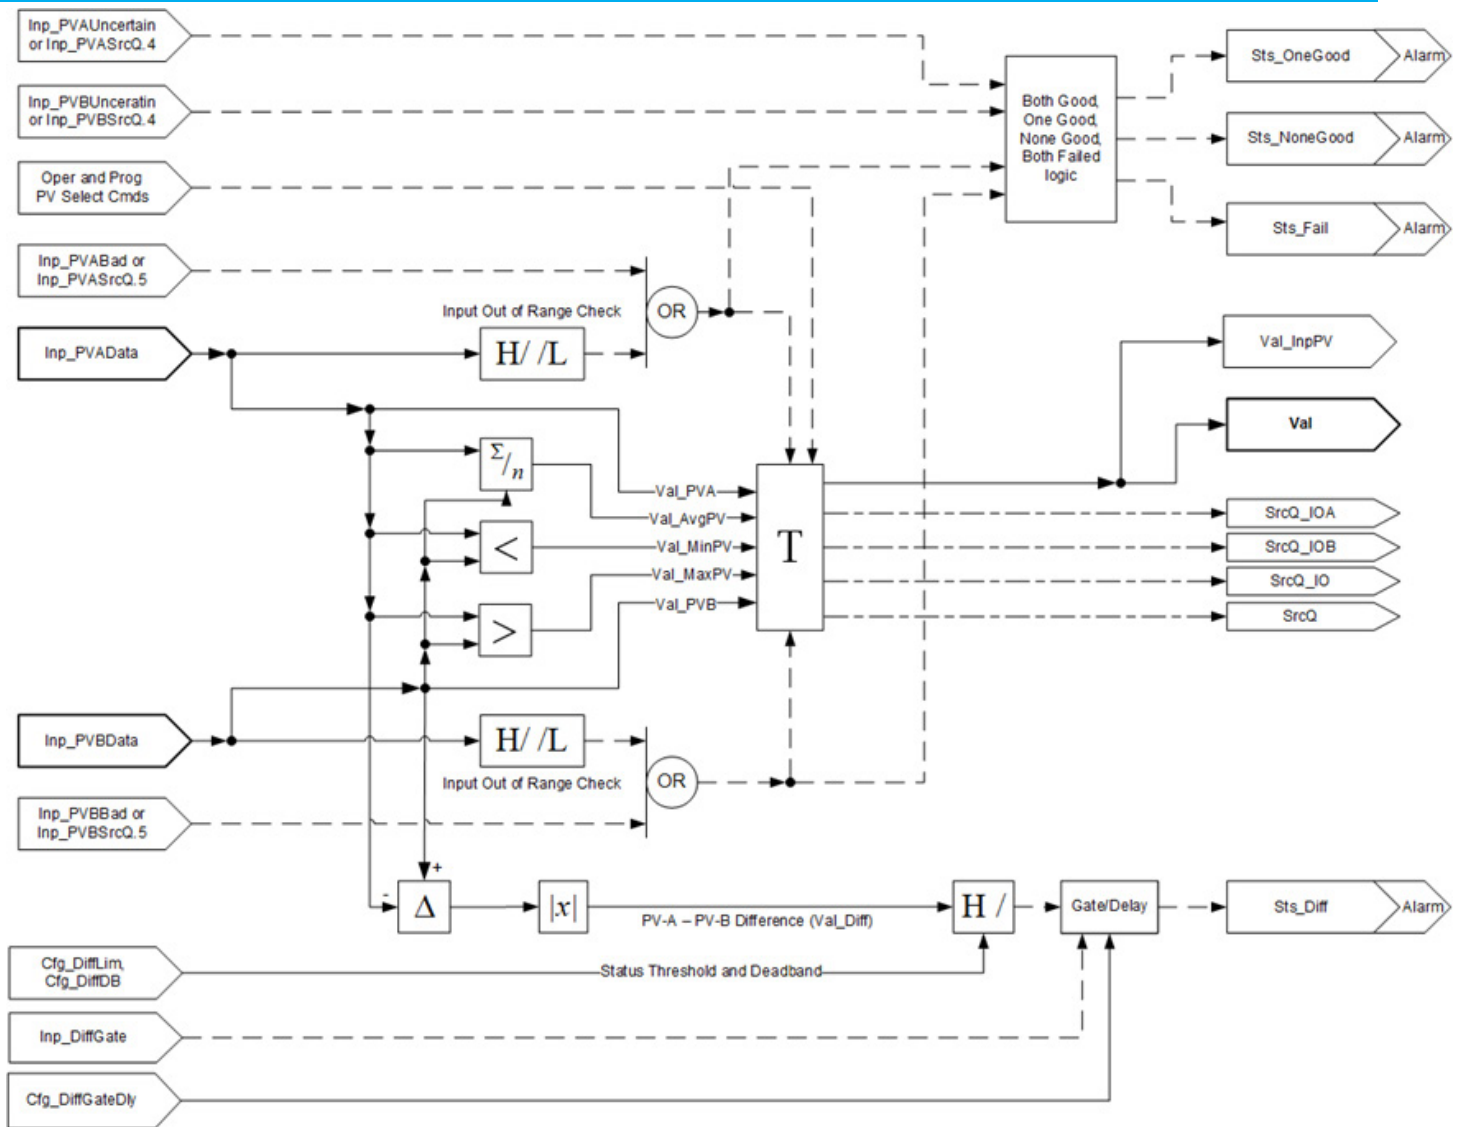 Inp_PVAUncertain
or Inp_PVASrcQ.4
Inp_PVBUnceratin
or Inp_PVBSrcQ.4
Oper and Prog
PV Select Cmds
Inp_PVABad or
Inp_PVASrcQ.5
Inp_PVAData
Input Out of Range Check
H/ /L
OR
Both Good,
One Good,
None Good,
Both Failed
logic
Sts_OneGood
Alarm
Sts_NoneGood
Alarm
Sts_Fail
Alarm
Val_InpPV
Val
Σ/n
<
>
Val_PVA
Val_AvgPV
Val_MinPV
Val_MaxPV
Val_PVB
T
SrcQ_IOA
SrcQ_IOB
SrcQ_IO
SrcQ
Inp_PVBData
H/ /L
Input Out of Range Check
OR
Inp_PVBBad or
Inp_PVBSrcQ.5
+
-
Δ
|x|
PV-A – PV-B Difference (Val_Diff)
H /
Gate/Delay
Sts_Diff
Alarm
Cfg_DiffLim,
Cfg_DiffDB
Status Threshold and Deadband
Inp_DiffGate
Cfg_DiffGateDly